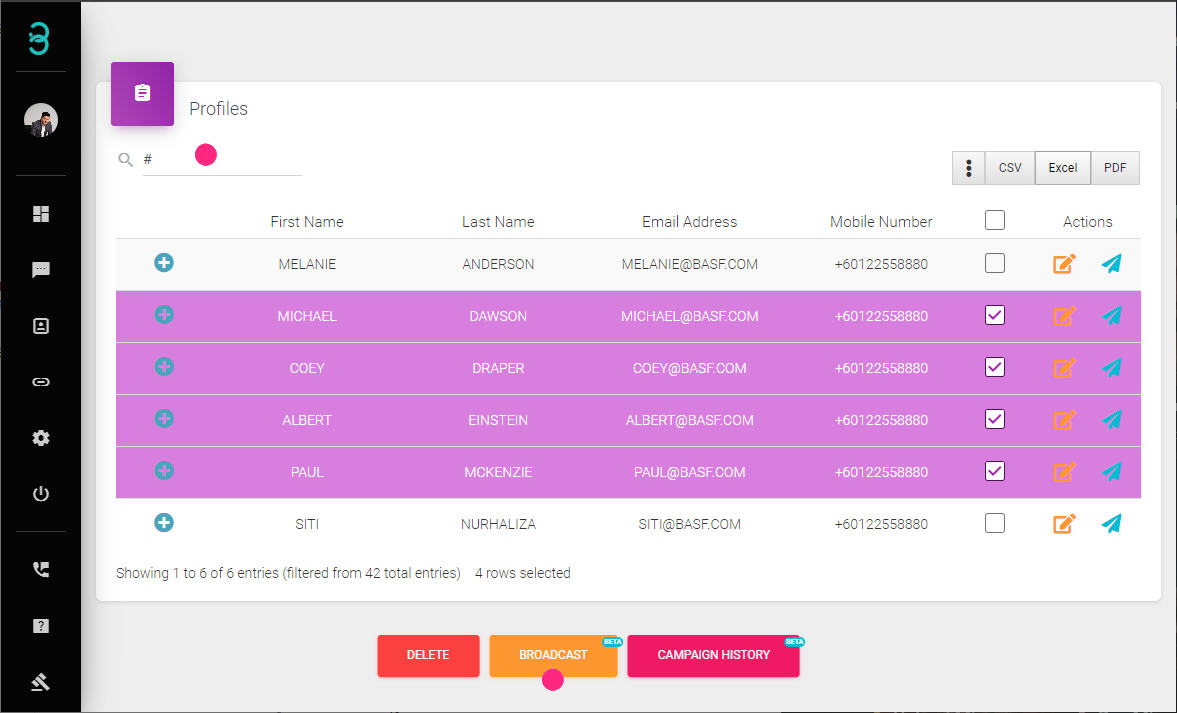 Profiles
#
CSV Excel PDF
First Name Last Name Email Address Mobile Number Actions
MELANIE ANDERSON MELANIE@BASF.COM +60122558880
MICHAEL DAWSON MICHAEL@BASF.COM +60122558880
COEY DRAPER COEY@BASF.COM +60122558880
ALBERT EINSTEIN ALBERT@BASF.COM +60122558880
PAUL MCKENZIE PAUL@BASF.COM +60122558880
SITI NURHALIZA SITI@BASF.COM +60122558880
Showing 1 to 6 of 6 entries (filtered from 42 total entries) 4 rows selected
DELETE BROADCAST BETA CAMPAIGN HISTORY BETA